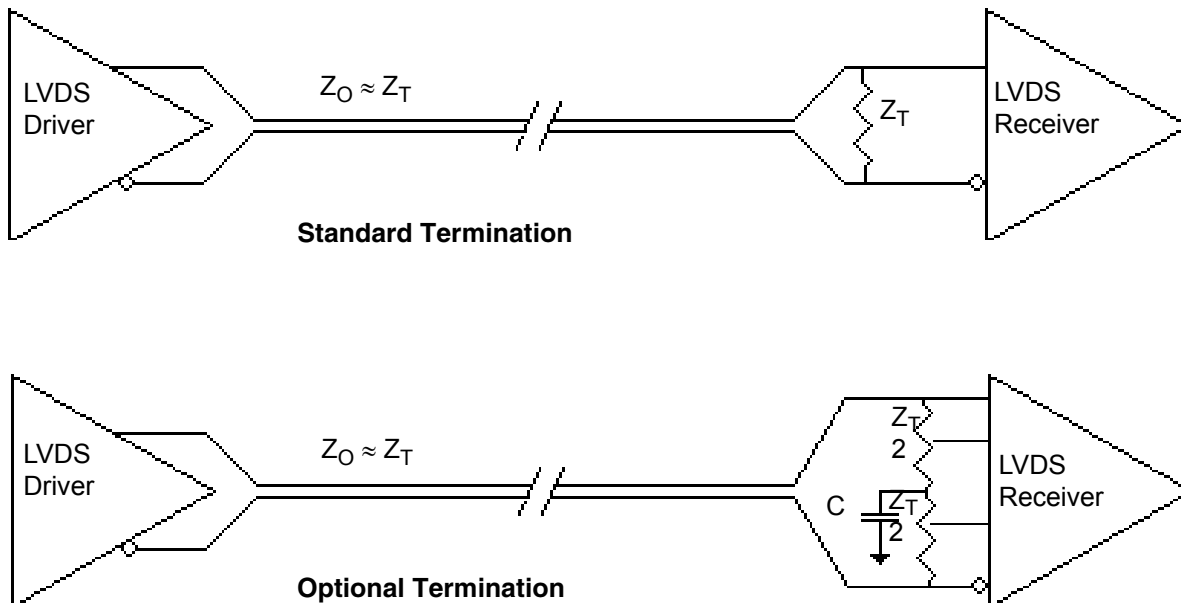 LVDS
Driver
Z_O ≈ Z_T
Z_T
LVDS
Receiver
Standard Termination
LVDS
Driver
Z_O ≈ Z_T
Z_T
2
C
Z_T
2
LVDS
Receiver
Optional Termination